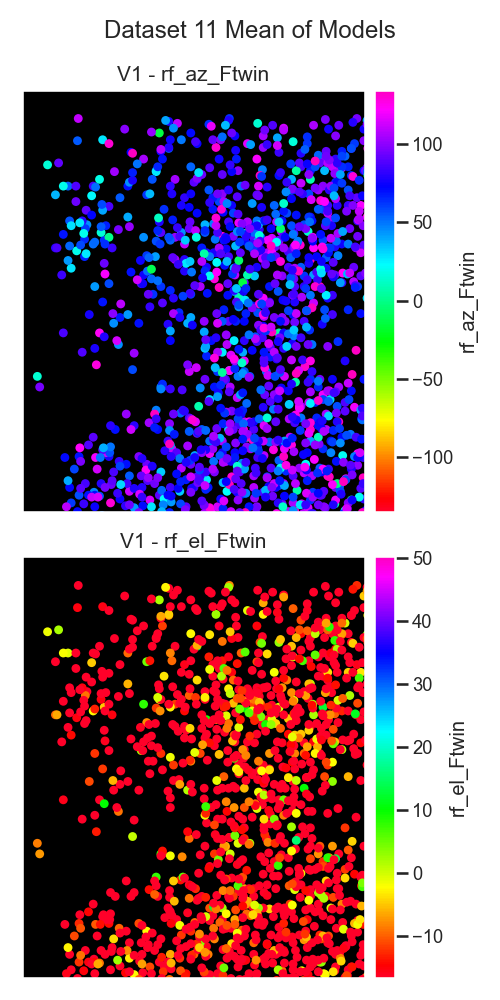 Dataset 11 Mean of Models
V1 - rf_az_Ftwin
100
50
0
−50
−100
rf_az_Ftwin
V1 - rf_el_Ftwin
50
40
30
20
10
0
−10
rf_el_Ftwin